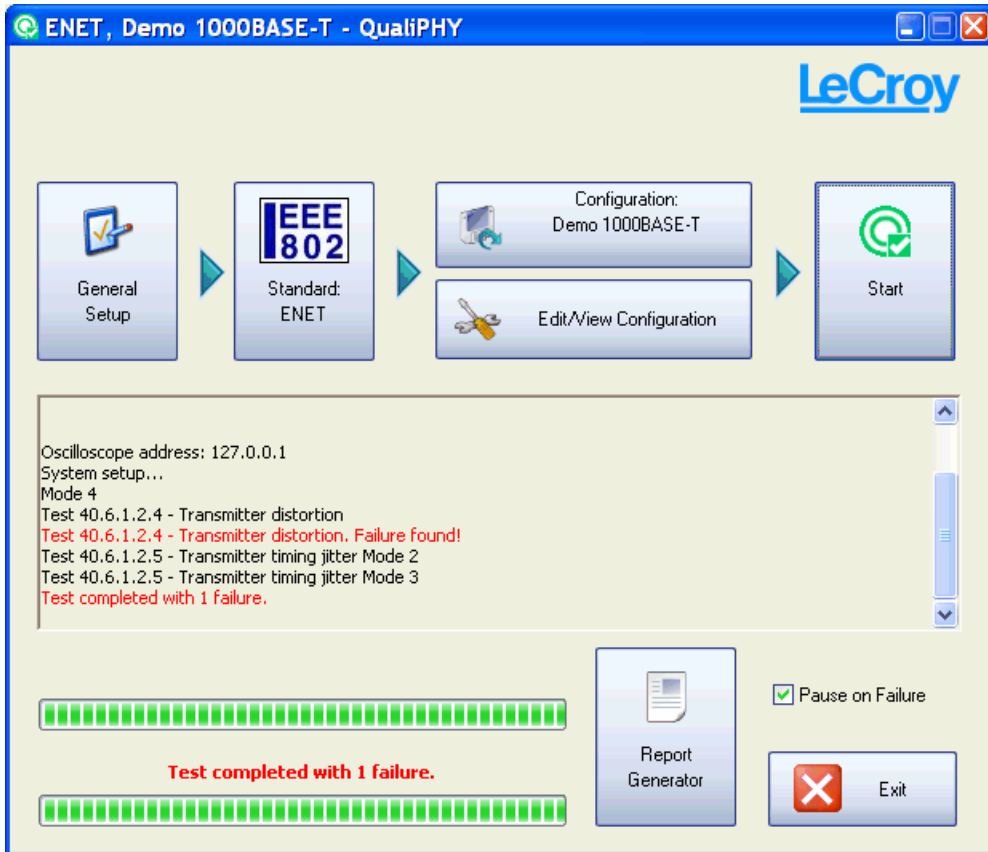 ENET, Demo 1000BASE-T - QualiPHY
LeCroy
General
Setup
IEEE
802
Standard:
ENET
Configuration:
Demo 1000BASE-T
Edit/View Configuration
Start
Oscilloscope address: 127.0.0.1
System setup...
Mode 4
Test 40.6.1.2.4 - Transmitter distortion
Test 40.6.1.2.4 - Transmitter distortion. Failure found!
Test 40.6.1.2.5 - Transmitter timing jitter Mode 2
Test 40.6.1.2.5 - Transmitter timing jitter Mode 3
Test completed with 1 failure.
Test completed with 1 failure.
Report
Generator
Pause on Failure
Exit